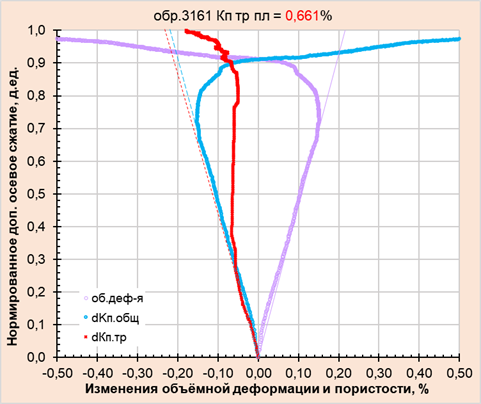 обр.3161 Кп тр пл = 0,661%
Нормированное доп. осевое сжатие, д.ед.
1,0
0,9
0,8
0,7
0,6
0,5
0,4
0,3
0,2
0,1
0,0
об.деф-я
dКп.общ
dКп.тр
-0,50 -0,40 -0,30 -0,20 -0,10 0,00 0,10 0,20 0,30 0,40 0,50
Изменения объёмной деформации и пористости, %